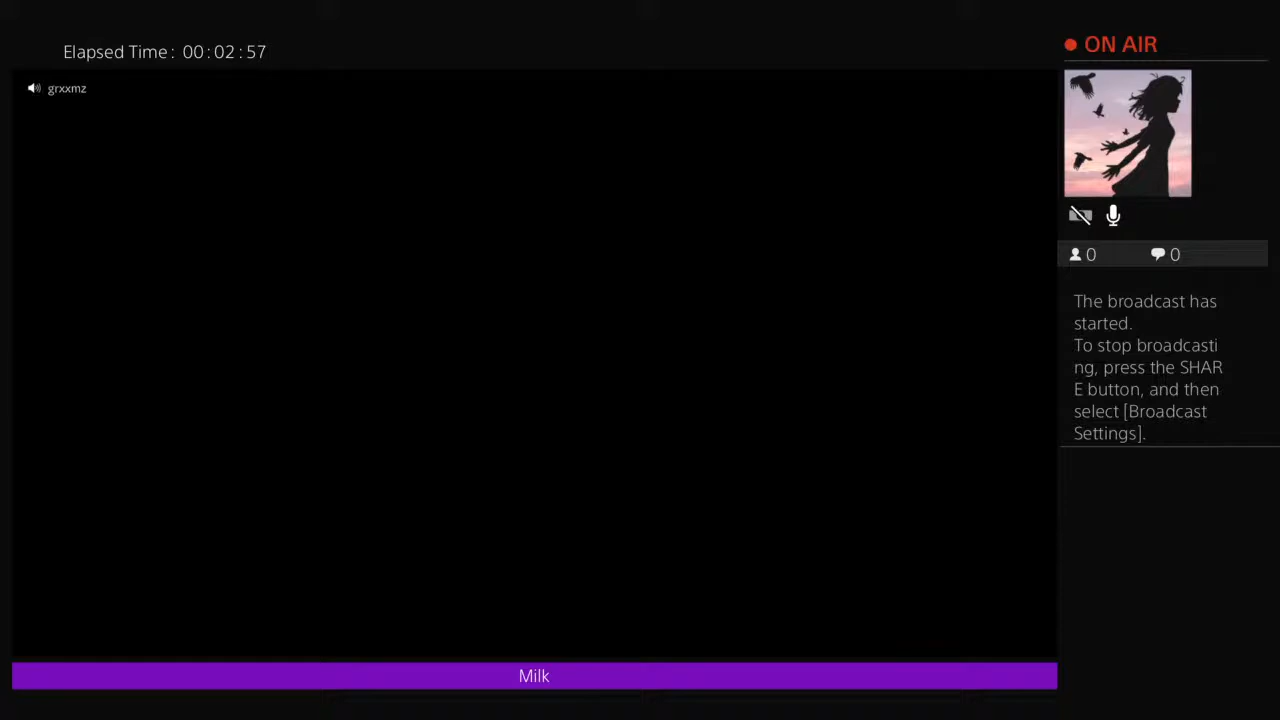 Elapsed Time: 00:02:57
ON AIR
grxxmz
0 0
The broadcast has
started.
To stop broadcasti
ng, press the SHAR
E button, and then
select [Broadcast
Settings].
Milk